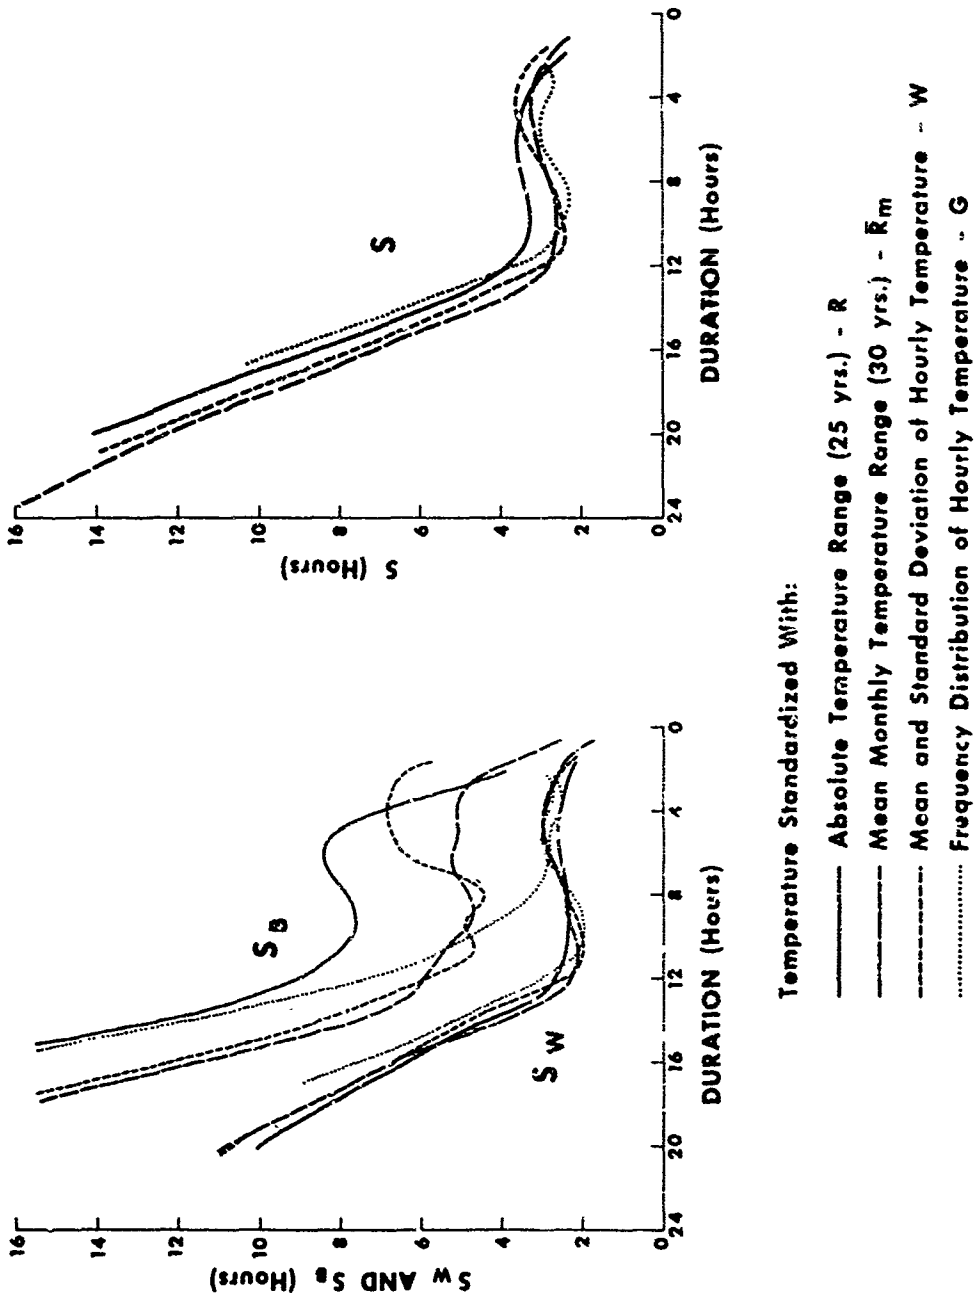 16
14
12
10
8
6
4
2
0
S_W AND S_B (Hours)
S_B
S_W
24
20
16
12
8
4
0
DURATION (Hours)
16
14
12
10
8
6
4
2
0
S (Hours)
S
24
20
16
12
8
4
0
DURATION (Hours)
Temperature Standardized With:
Absolute Temperature Range (25 yrs.) - R
Mean Monthly Temperature Range (30 yrs.) - R̄m
Mean and Standard Deviation of Hourly Temperature - W
Frequency Distribution of Hourly Temperature - G